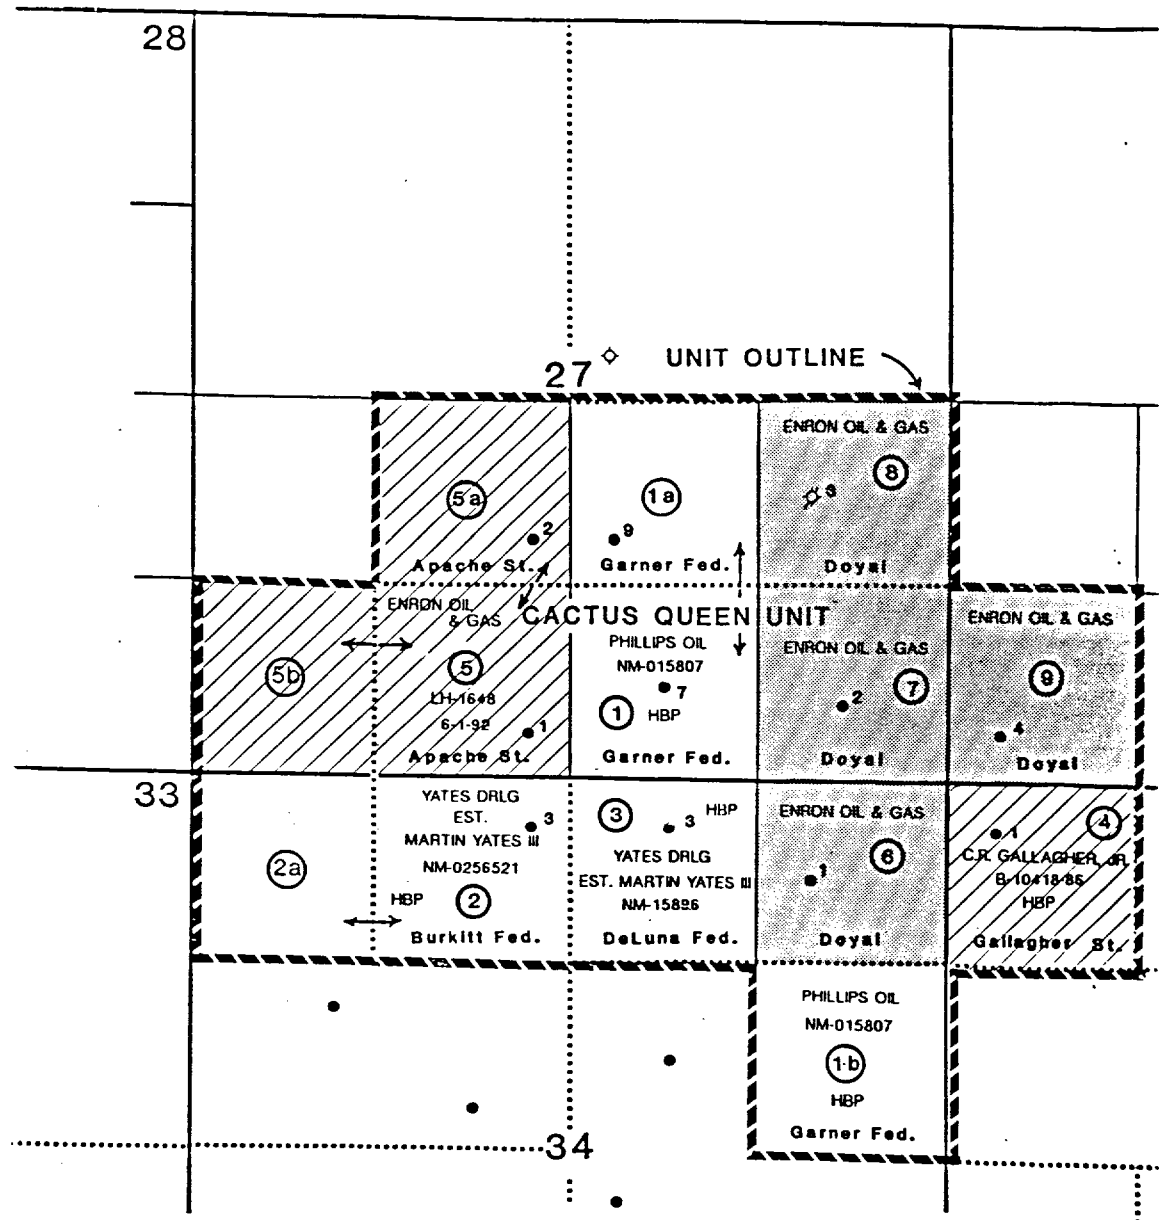 28
27
UNIT OUTLINE
5a
2
Apache St.
1a
9
Garner Fed.
ENRON OIL & GAS
8
3
Doyal
5b
ENRON OIL
& GAS
CACTUS QUEEN UNIT
5
LH-1648
6-1-92
1
Apache St.
PHILLIPS OIL
NM-015807
7
1
HBP
Garner Fed.
ENRON OIL & GAS
7
2
Doyal
ENRON OIL & GAS
9
4
Doyal
33
2a
YATES DRLG
EST.
3
MARTIN YATES III
NM-0256521
HBP
2
Burkitt Fed.
3
3 HBP
YATES DRLG
EST. MARTIN YATES III
NM-15826
DeLuna Fed.
ENRON OIL & GAS
6
1
Doyal
4
1
C.R. GALLAGHER, JR.
B-10418-86
HBP
Gallagher St.
PHILLIPS OIL
NM-015807
1-b
HBP
Garner Fed.
34